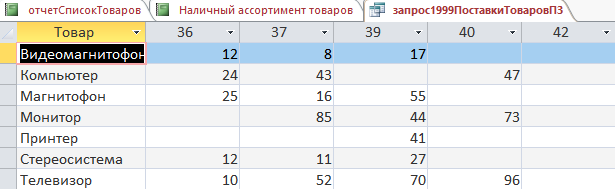 отчетСписокТоваров Наличный ассортимент товаров запрос1999ПоставкиТоваровПЗ
Товар 36 37 39 40 42
Видеомагнитофон 12 8 17
Компьютер 24 43 47
Магнитофон 25 16 55
Монитор 85 44 73
Принтер 41
Стереосистема 12 11 27
Телевизор 10 52 70 96